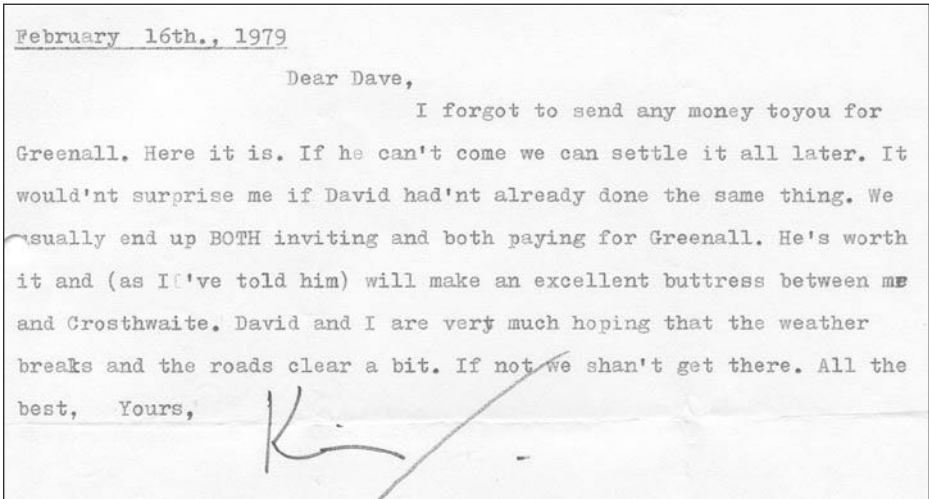 February 16th., 1979
Dear Dave,
I forgot to send any money toyou for
Greenall. Here it is. If he can't come we can settle it all later. It
would'nt surprise me if David had'nt already done the same thing. We
usually end up BOTH inviting and both paying for Greenall. He's worth
it and (as I've told him) will make an excellent buttress between me
and Crosthwaite. David and I are very much hoping that the weather
breaks and the roads clear a bit. If not we shan't get there. All the
best, Yours,